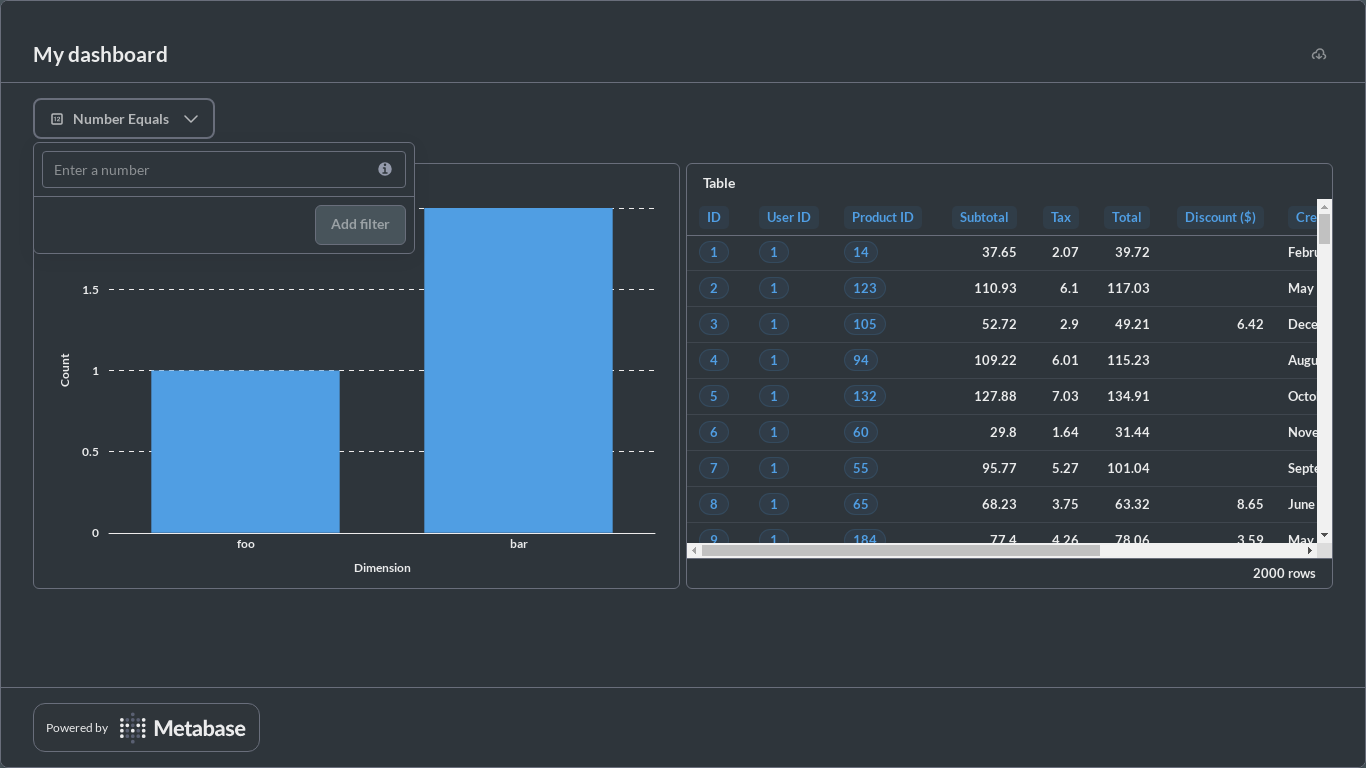 My dashboard
Number Equals
Enter a number
Add filter
1.5
1
0.5
0
Count
foo
bar
Dimension
Table
ID User ID Product ID Subtotal Tax Total Discount ($) Cre
1 1 14 37.65 2.07 39.72 Febru
2 1 123 110.93 6.1 117.03 May
3 1 105 52.72 2.9 49.21 6.42 Dece
4 1 94 109.22 6.01 115.23 Augu
5 1 132 127.88 7.03 134.91 Octo
6 1 60 29.8 1.64 31.44 Nove
7 1 55 95.77 5.27 101.04 Septe
8 1 65 68.23 3.75 63.32 8.65 June
9 1 184 77.4 4.26 78.06 3.59 May
2000 rows
Powered by Metabase